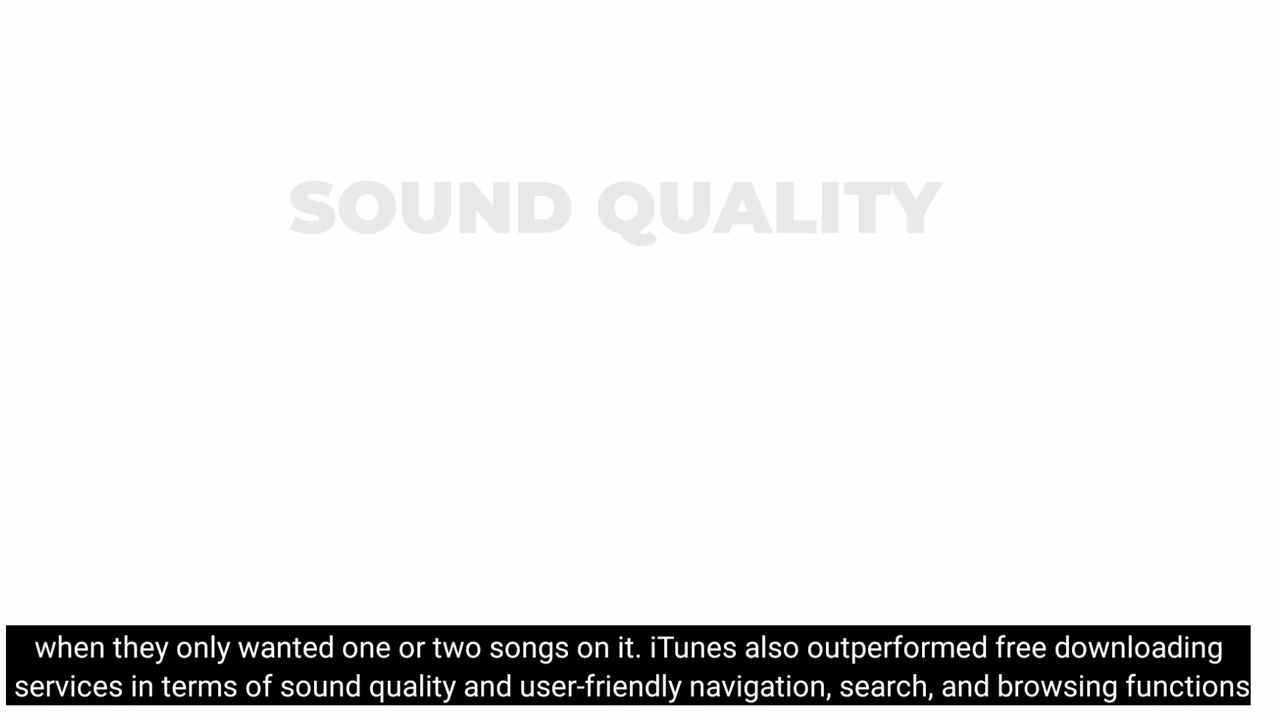 SOUND QUALITY
when they only wanted one or two songs on it. iTunes also outperformed free downloading
services in terms of sound quality and user-friendly navigation, search, and browsing functions